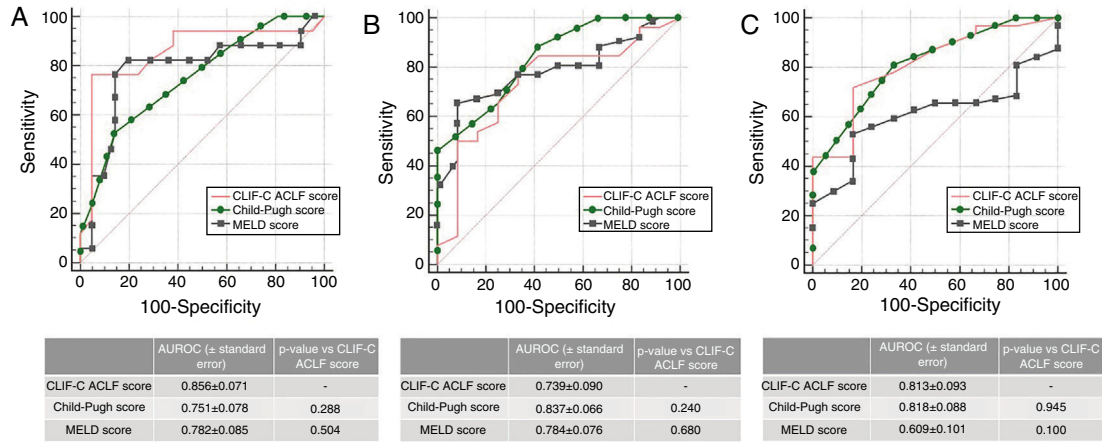 A
100
80
60
40
20
0
Sensitivity
0 20 40 60 80 100
100-Specificity
CLIF-C ACLF score
Child-Pugh score
MELD score
B
100
80
60
40
20
0
Sensitivity
0 20 40 60 80 100
100-Specificity
CLIF-C ACLF score
Child-Pugh score
MELD score
C
100
80
60
40
20
0
Sensitivity
0 20 40 60 80 100
100-Specificity
CLIF-C ACLF score
Child-Pugh score
MELD score
AUROC (± standard error) p-value vs CLIF-C ACLF score
CLIF-C ACLF score 0.856±0.071 -
Child-Pugh score 0.751±0.078 0.288
MELD score 0.782±0.085 0.504
AUROC (± standard error) p-value vs CLIF-C ACLF score
CLIF-C ACLF score 0.739±0.090 -
Child-Pugh score 0.837±0.066 0.240
MELD score 0.784±0.076 0.680
AUROC (± standard error) p-value vs CLIF-C ACLF score
CLIF-C ACLF score 0.813±0.093 -
Child-Pugh score 0.818±0.088 0.945
MELD score 0.609±0.101 0.100